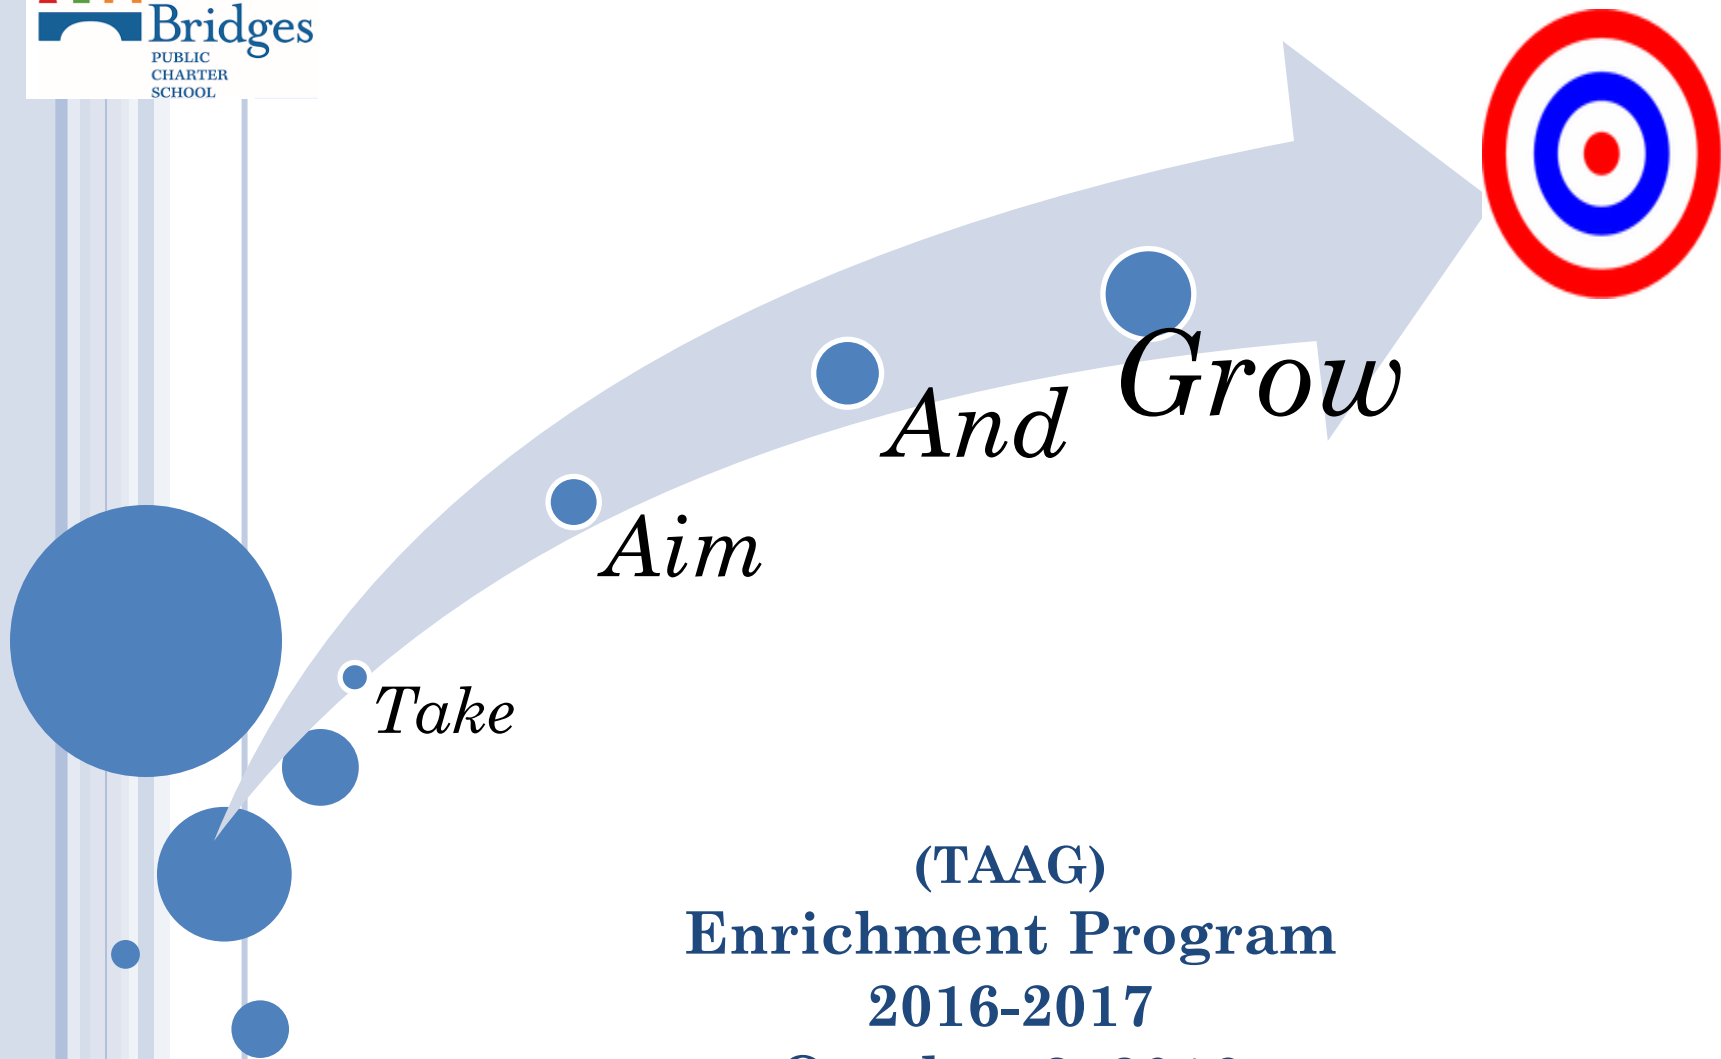 Bridges
PUBLIC
CHARTER
SCHOOL
Grow
And
Aim
Take
(TAAG)
Enrichment Program
2016-2017